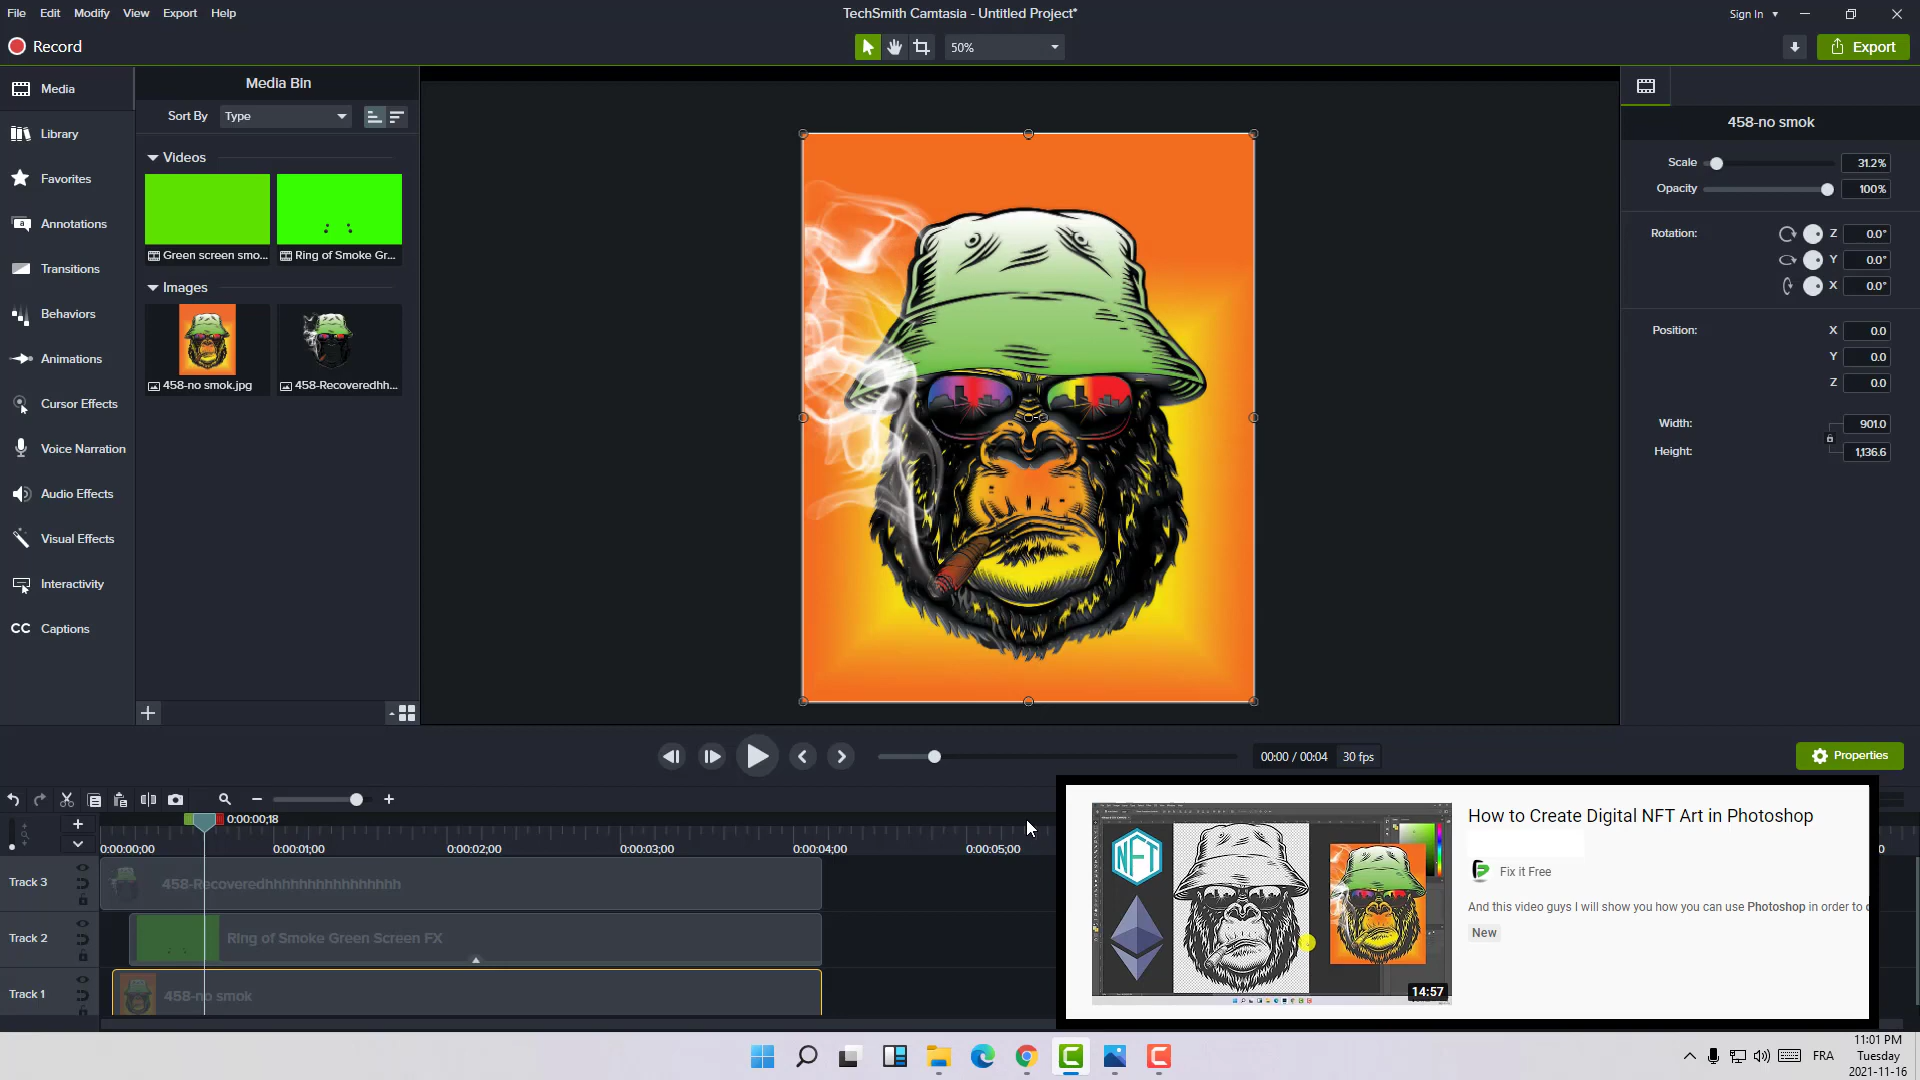 File Edit Modify View Export Help
TechSmith Camtasia - Untitled Project*
Sign In
Record
50%
Export
Media
Library
Favorites
Annotations
Transitions
Behaviors
Animations
Cursor Effects
Voice Narration
Audio Effects
Visual Effects
Interactivity
CC Captions
Media Bin
Sort By Type
Videos
Green screen smo...
Ring of Smoke Gr...
Images
458-no smok.jpg
458-Recoveredhh...
458-no smok
Scale 31.2%
Opacity 100%
Rotation: Z 0.0°
Y 0.0°
X 0.0°
Position: X 0.0
Y 0.0
Z 0.0
Width: 901.0
Height: 1,136.6
00:00 / 00:04 30 fps
Properties
0:00:00;18
0:00:00;00 0:00:01;00 0:00:02;00 0:00:03;00 0:00:04;00 0:00:05;00
Track 3
458-Recoveredhhhhhhhhhhhhhhhhh
Track 2
Ring of Smoke Green Screen FX
Track 1
458-no smok
NFT
14:57
How to Create Digital NFT Art in Photoshop
Fix it Free
And this video guys I will show you how you can use Photoshop in order to
New
FRA
11:01 PM
Tuesday
2021-11-16